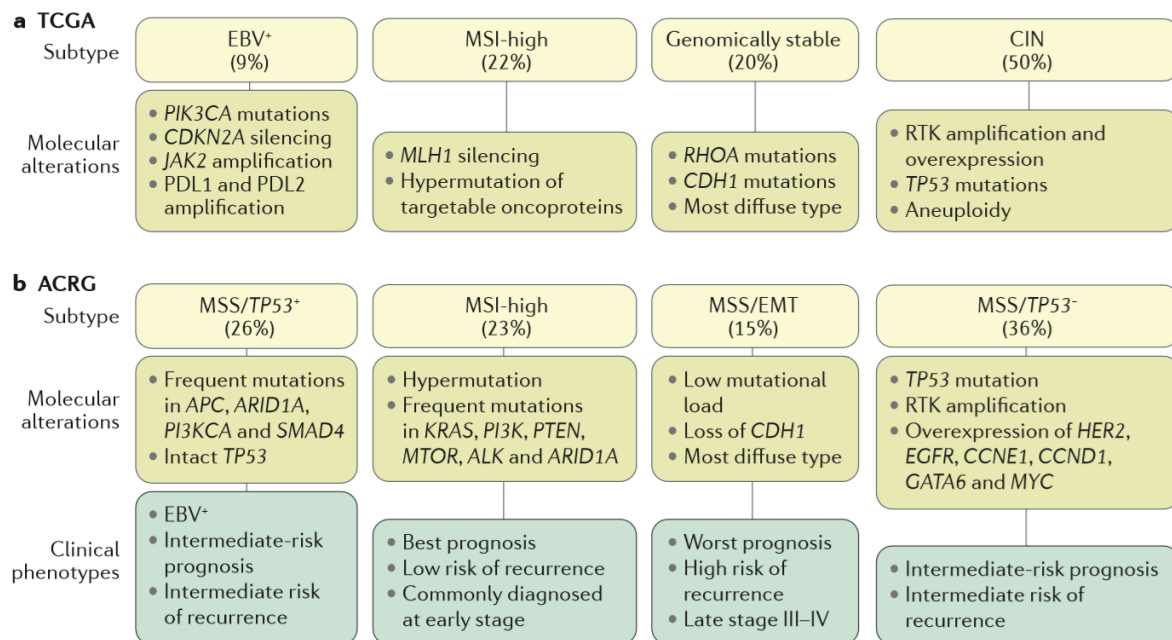 a TCGA
Subtype
EBV⁺
(9%)
MSI-high
(22%)
Genomically stable
(20%)
CIN
(50%)
Molecular
alterations
• PIK3CA mutations
• CDKN2A silencing
• JAK2 amplification
• PDL1 and PDL2
amplification
• MLH1 silencing
• Hypermutation of
targetable oncoproteins
• RHOA mutations
• CDH1 mutations
• Most diffuse type
• RTK amplification and
overexpression
• TP53 mutations
• Aneuploidy
b ACRG
Subtype
MSS/TP53⁺
(26%)
MSI-high
(23%)
MSS/EMT
(15%)
MSS/TP53⁻
(36%)
Molecular
alterations
• Frequent mutations
in APC, ARID1A,
PI3KCA and SMAD4
• Intact TP53
• Hypermutation
• Frequent mutations
in KRAS, PI3K, PTEN,
MTOR, ALK and ARID1A
• Low mutational
load
• Loss of CDH1
• Most diffuse type
• TP53 mutation
• RTK amplification
• Overexpression of HER2,
EGFR, CCNE1, CCND1,
GATA6 and MYC
Clinical
phenotypes
• EBV⁺
• Intermediate-risk
prognosis
• Intermediate risk
of recurrence
• Best prognosis
• Low risk of recurrence
• Commonly diagnosed
at early stage
• Worst prognosis
• High risk of
recurrence
• Late stage III–IV
• Intermediate-risk prognosis
• Intermediate risk of
recurrence